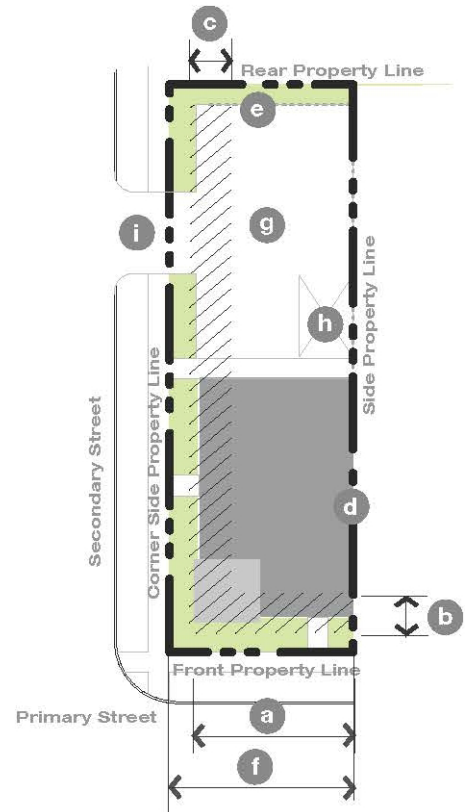 c
Rear Property Line
e
i
g
h
Side Property Line
Secondary Street
Corner Side Property Line
d
b
Front Property Line
Primary Street
a
f